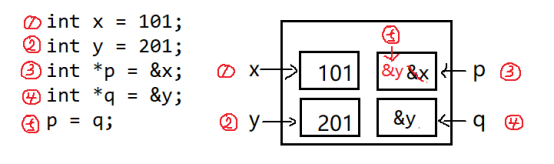 ① int x = 101;
② int y = 201;
③ int *p = &x;
④ int *q = &y;
⑤ p = q;
⑤
① x 101 &y &x p ③
② y 201 &y q ④